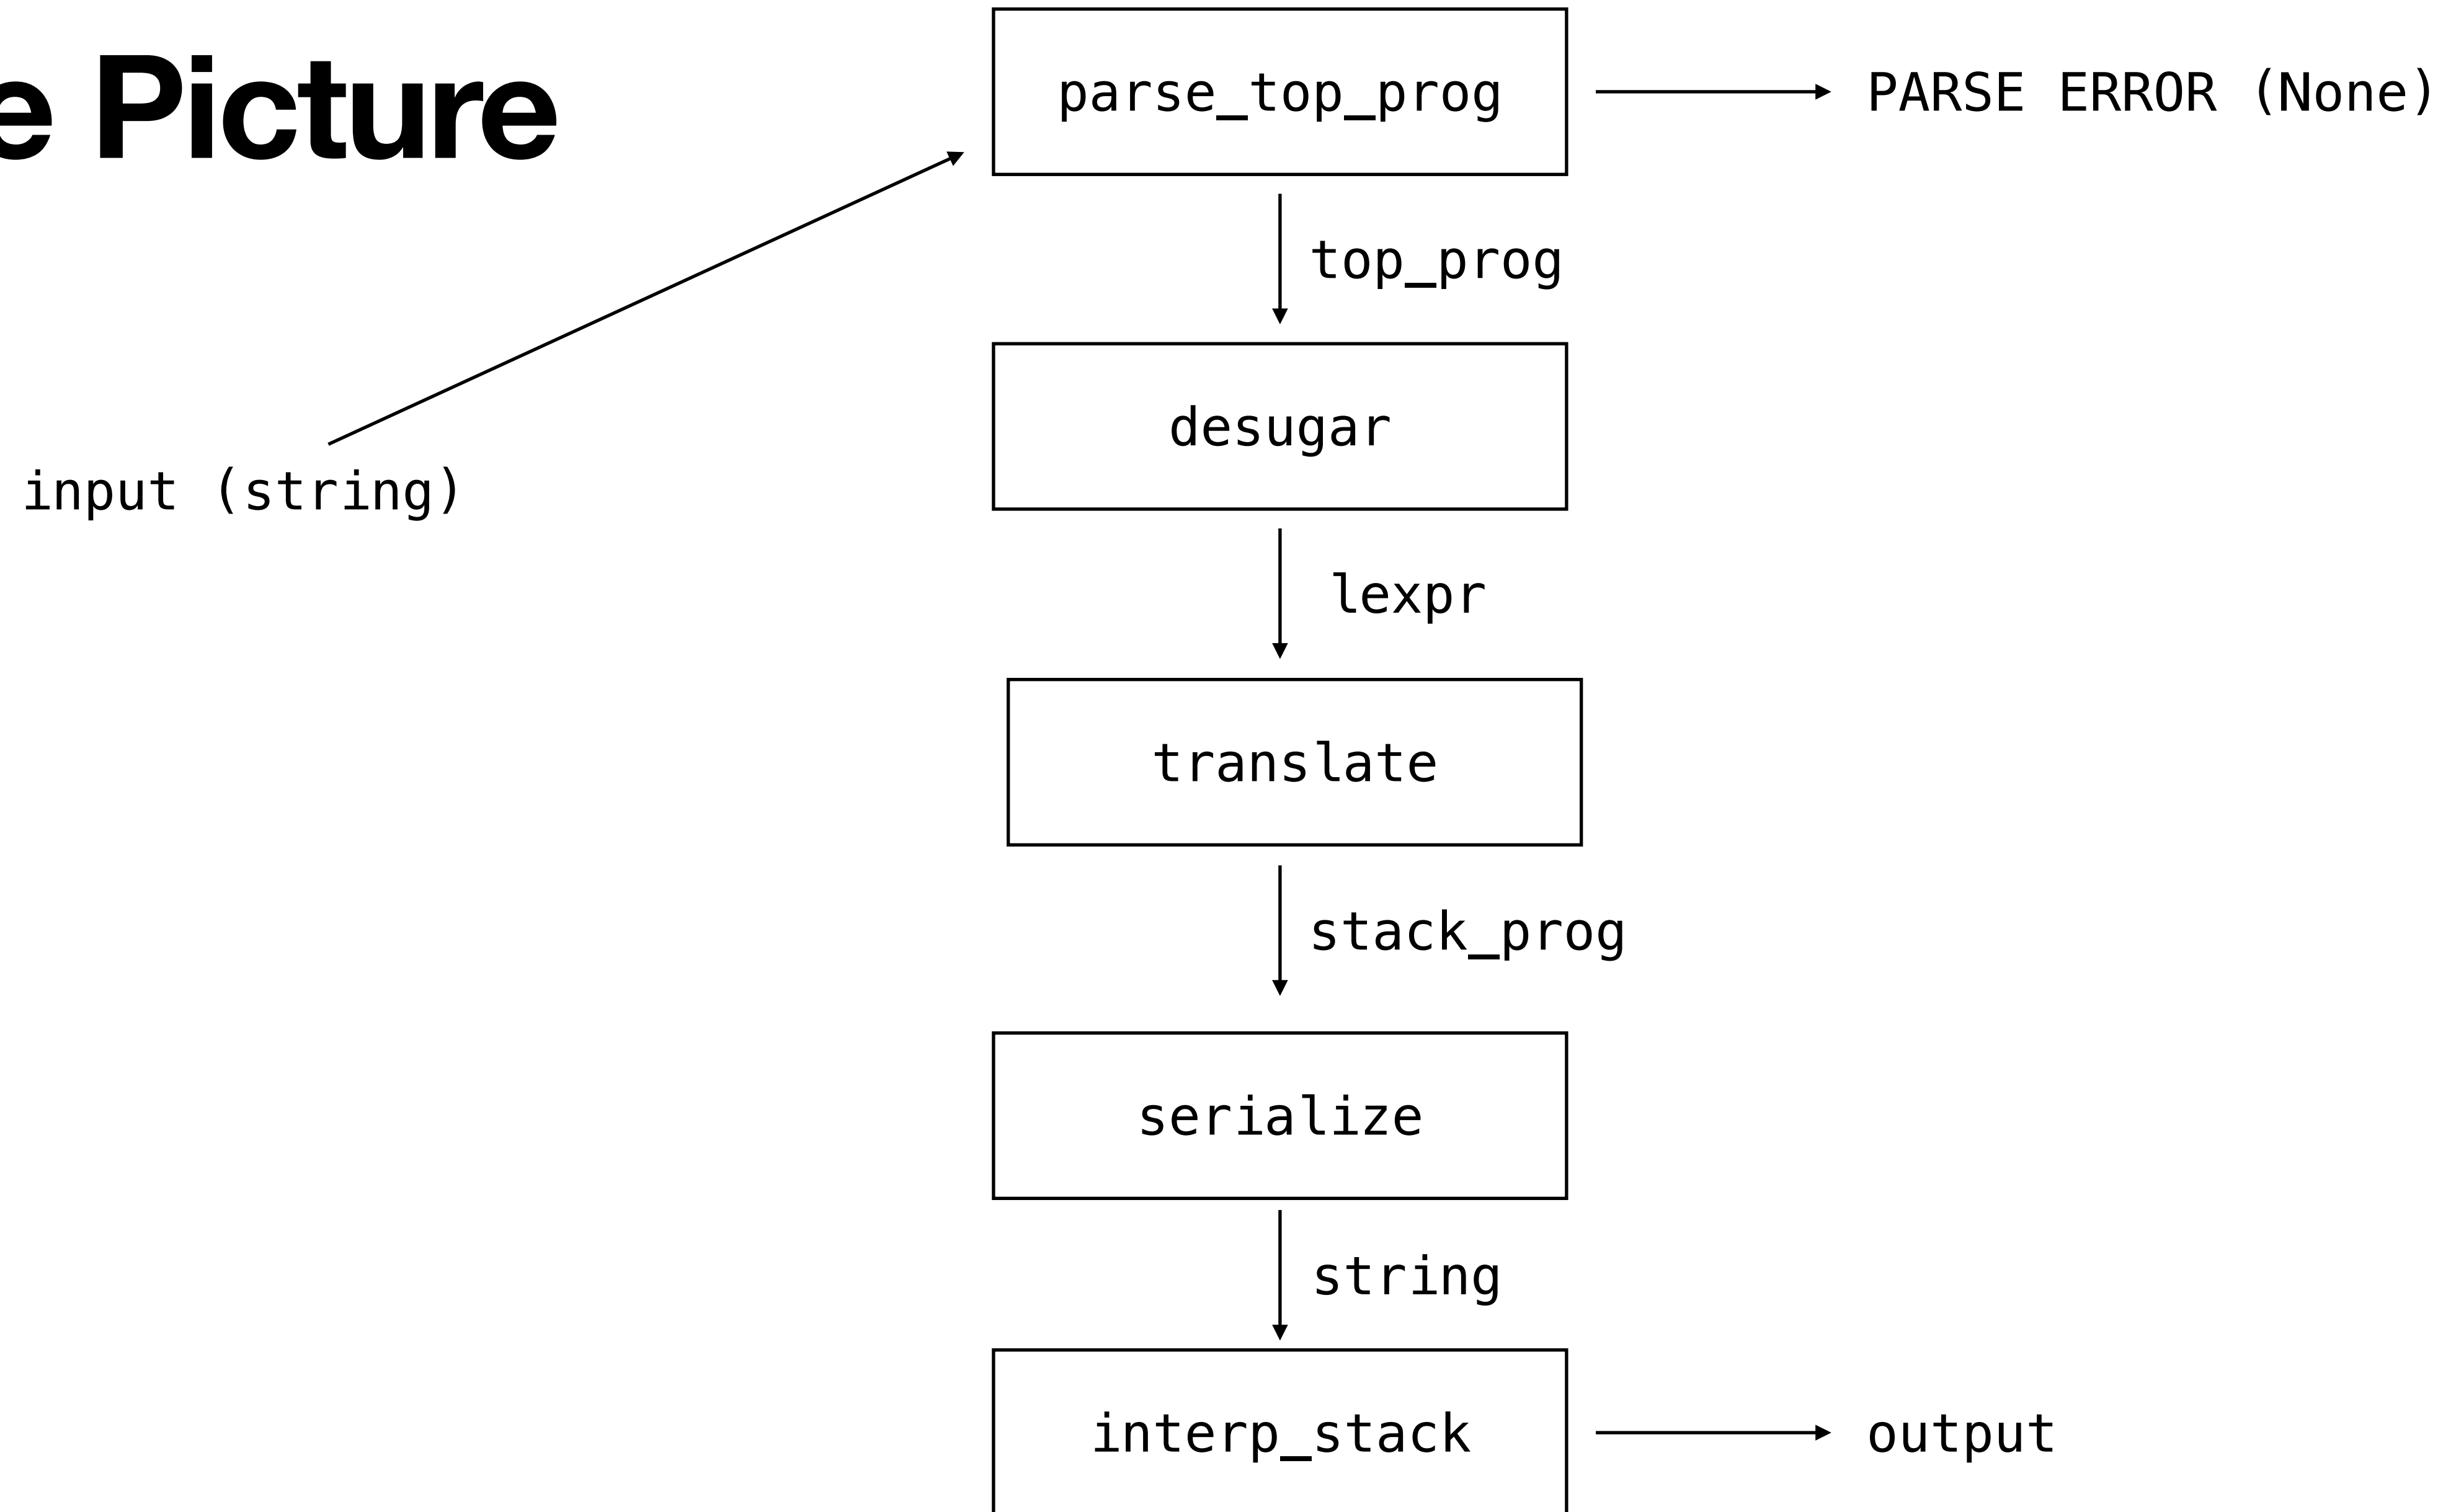 e Picture
parse_top_prog
PARSE ERROR (None)
top_prog
desugar
input (string)
lexpr
translate
stack_prog
serialize
string
interp_stack
output